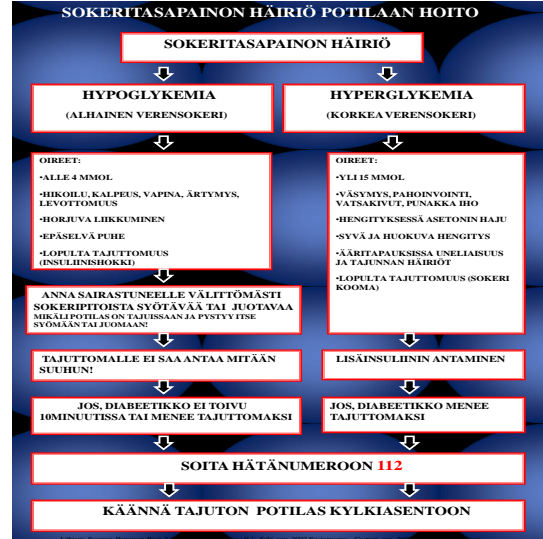 SOKERITASAPAINON HÄIRIÖ POTILAAN HOITO
SOKERITASAPAINON HÄIRIÖ
HYPOGLYKEMIA
(ALHAINEN VERENSOKERI)
HYPERGLYKEMIA
(KORKEA VERENSOKERI)
OIREET:
•ALLE 4 MMOL
•HIKOILU, KALPEUS, VAPINA, ÄRTYMYS,
LEVOTTOMUUS
•HORJUVA LIIKKUMINEN
•EPÄSELVÄ PUHE
•LOPULTA TAJUTTOMUUS
(INSULIINISHOKKI)
OIREET:
•YLI 15 MMOL
•VÄSYMYS, PAHOINVOINTI,
VATSAKIVUT, PUNAKKA IHO
•HENGITYKSESSÄ ASETONIN HAJU
•SYVÄ JA HUOKUVA HENGITYS
•ÄÄRITAPAUKSISSA UNELIAISUUS
JA TAJUNNAN HÄIRIÖT
•LOPULTA TAJUTTOMUUS (SOKERI
KOOMA)
ANNA SAIRASTUNEELLE VÄLITTÖMÄSTI
SOKERIPITOISTA SYÖTÄVÄÄ TAI JUOTAVAA
MIKÄLI POTILAS ON TAJUISSAAN JA PYSTYY ITSE
SYÖMÄÄN TAI JUOMAAN!
TAJUTTOMALLE EI SAA ANTAA MITÄÄN
SUUHUN!
LISÄINSULIININ ANTAMINEN
JOS, DIABEETIKKO EI TOIVU
10MINUUTISSA TAI MENEE TAJUTTOMAKSI
JOS, DIABEETIKKO MENEE
TAJUTTOMAKSI
SOITA HÄTÄNUMEROON 112
KÄÄNNÄ TAJUTON POTILAS KYLKIASENTOON